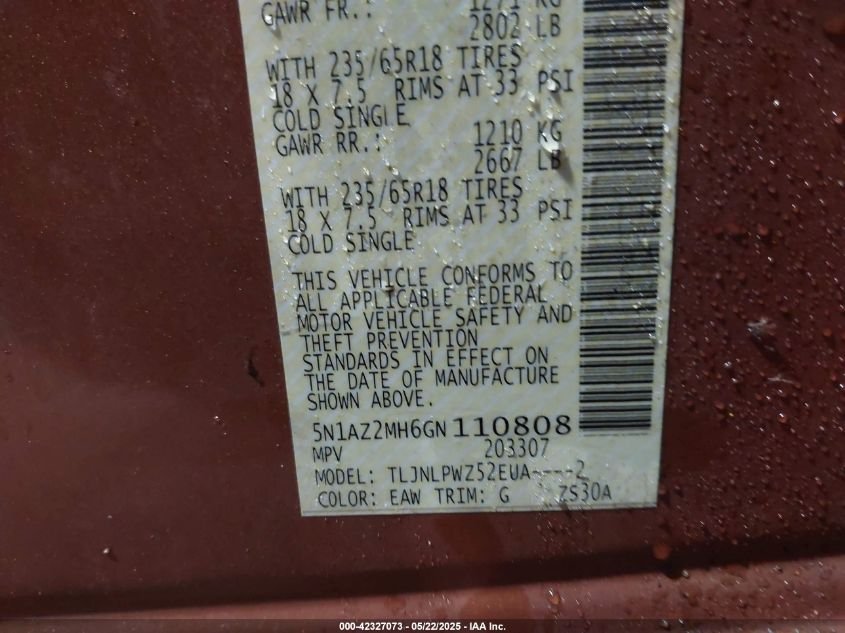 GAWR FR.: 1271 KG
2802 LB
WITH 235/65R18 TIRES
18 X 7.5 RIMS AT 33 PSI
COLD SINGLE
GAWR RR.: 1210 KG
2667 LB
WITH 235/65R18 TIRES
18 X 7.5 RIMS AT 33 PSI
COLD SINGLE
THIS VEHICLE CONFORMS TO
ALL APPLICABLE FEDERAL
MOTOR VEHICLE SAFETY AND
THEFT PREVENTION
STANDARDS IN EFFECT ON
THE DATE OF MANUFACTURE
SHOWN ABOVE.
5N1AZ2MH6GN110808
MPV 203307
MODEL: TLJNLPWZ52EUA----2
COLOR: EAW TRIM: G ZS30A
000-42327073 - 05/22/2025 - IAA Inc.